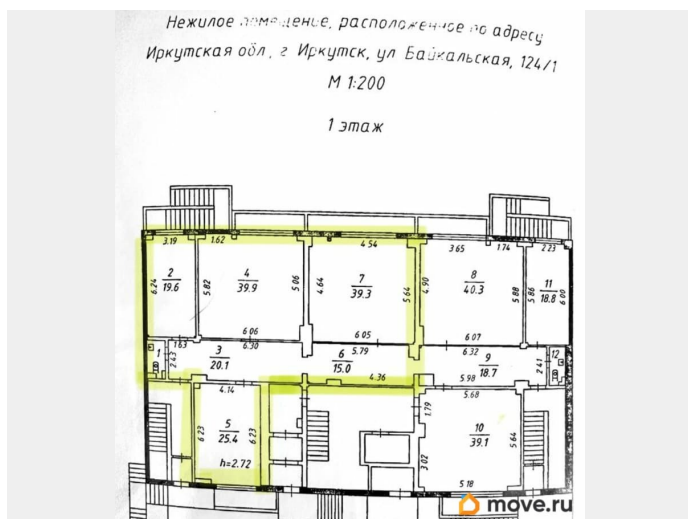 Нежилое помещение, расположенное по адресу
Иркутская обл., г Иркутск, ул Байкальская, 124/1
М 1:200
1 этаж
3.19 1.62 4.54 3.65 1.74 2.23
2 19.6 6.24
4 39.9 5.82 5.06
7 39.3 4.64 5.64
8 40.3 4.90 5.88
11 18.8 5.86 6.00
6.06 6.05 6.07
1.63 6.30 5.79 6.32
1 2.43
3 20.1
6 15.0
9 18.7
12 2.41
4.14 4.36 5.98
5.68
5 25.4 6.23 6.23
h=2.72
10 39.1 1.79 3.02 5.64
5.18
move.ru